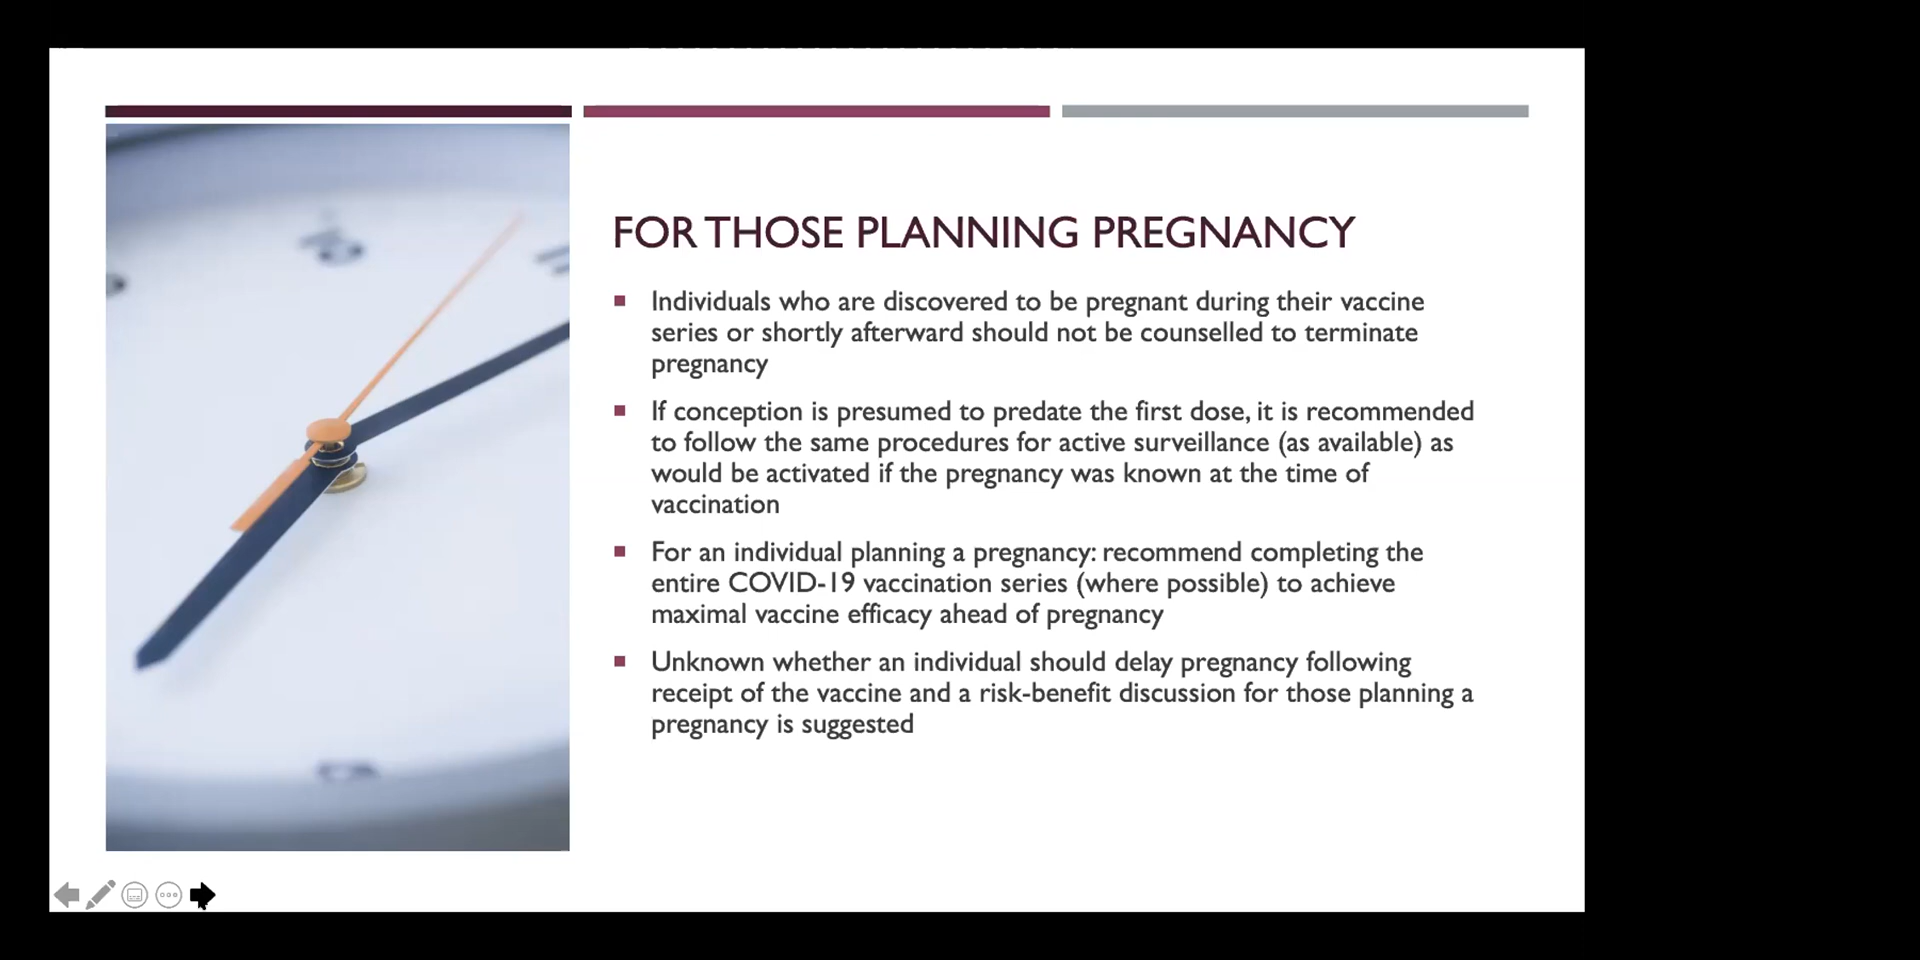 FOR THOSE PLANNING PREGNANCY
Individuals who are discovered to be pregnant during their vaccine
series or shortly afterward should not be counselled to terminate
pregnancy
If conception is presumed to predate the first dose, it is recommended
to follow the same procedures for active surveillance (as available) as
would be activated if the pregnancy was known at the time of
vaccination
For an individual planning a pregnancy: recommend completing the
entire COVID-19 vaccination series (where possible) to achieve
maximal vaccine efficacy ahead of pregnancy
Unknown whether an individual should delay pregnancy following
receipt of the vaccine and a risk-benefit discussion for those planning a
pregnancy is suggested